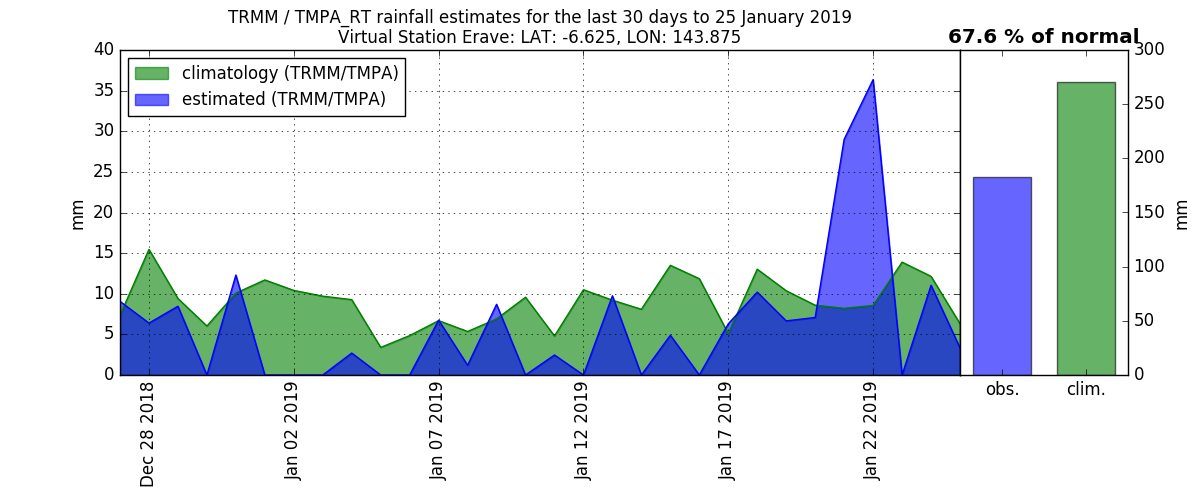 TRMM / TMPA_RT rainfall estimates for the last 30 days to 25 January 2019
Virtual Station Erave: LAT: -6.625, LON: 143.875
67.6 % of normal
climatology (TRMM/TMPA)
estimated (TRMM/TMPA)
mm
40
35
30
25
20
15
10
5
0
Dec 28 2018
Jan 02 2019
Jan 07 2019
Jan 12 2019
Jan 17 2019
Jan 22 2019
300
250
200
150
100
50
0
mm
obs.
clim.